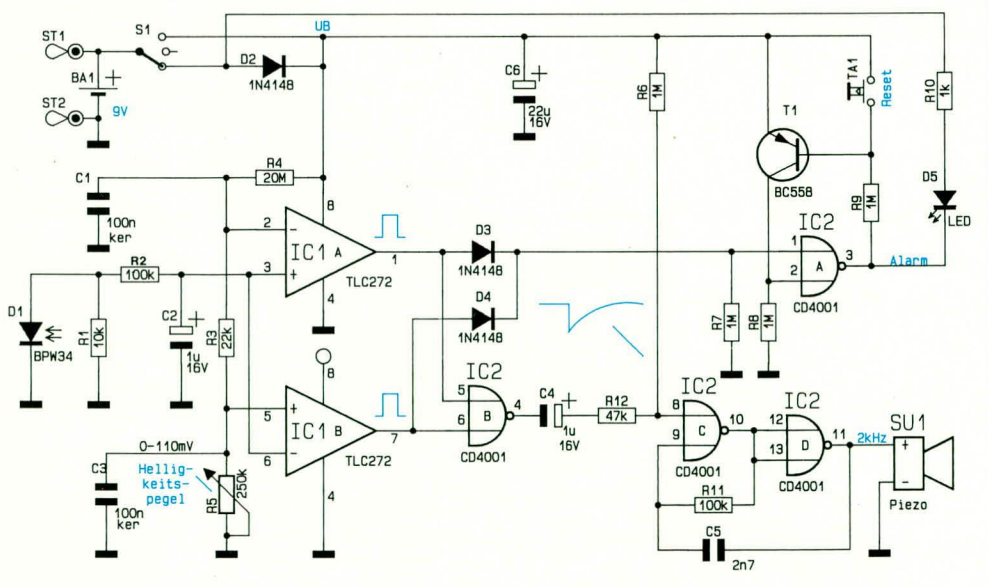 ST1
S1
UB
D2
1N4148
BA1
+
ST2
9V
C6
+
22u
16V
R6
1M
TA1
Reset
R10
1k
T1
BC558
R4
20M
C1
100n
ker
8
2
-
IC1 A
1
3
+
TLC272
4
D3
1N4148
D4
1N4148
R9
1M
D5
LED
IC2
1
A
3
2
CD4001
Alarm
R2
100k
D1
BPW34
R1
10k
C2
+
1u
16V
R3
22k
R7
1M
R8
1M
8
5
+
IC1 B
7
6
-
TLC272
4
IC2
5
B
4
6
CD4001
C4
+
1u
16V
R12
47k
IC2
8
C
10
9
CD4001
IC2
12
D
11
13
CD4001
2kHz
SU1
+
-
Piezo
0-110mV
Hellig-
keits-
pegel
C3
100n
ker
R5
250k
R11
100k
C5
2n7